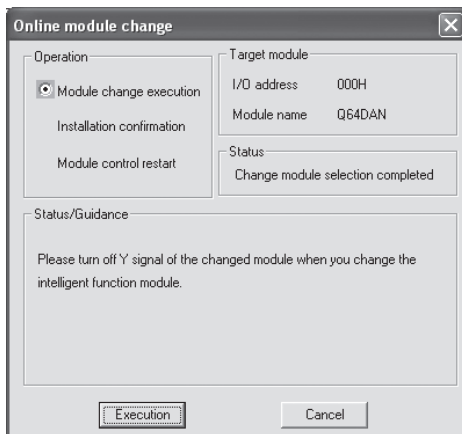 Online module change
Operation
Module change execution
Installation confirmation
Module control restart
Target module
I/O address 000H
Module name Q64DAN
Status
Change module selection completed
Status/Guidance
Please turn off Y signal of the changed module when you change the
intelligent function module.
Execution
Cancel